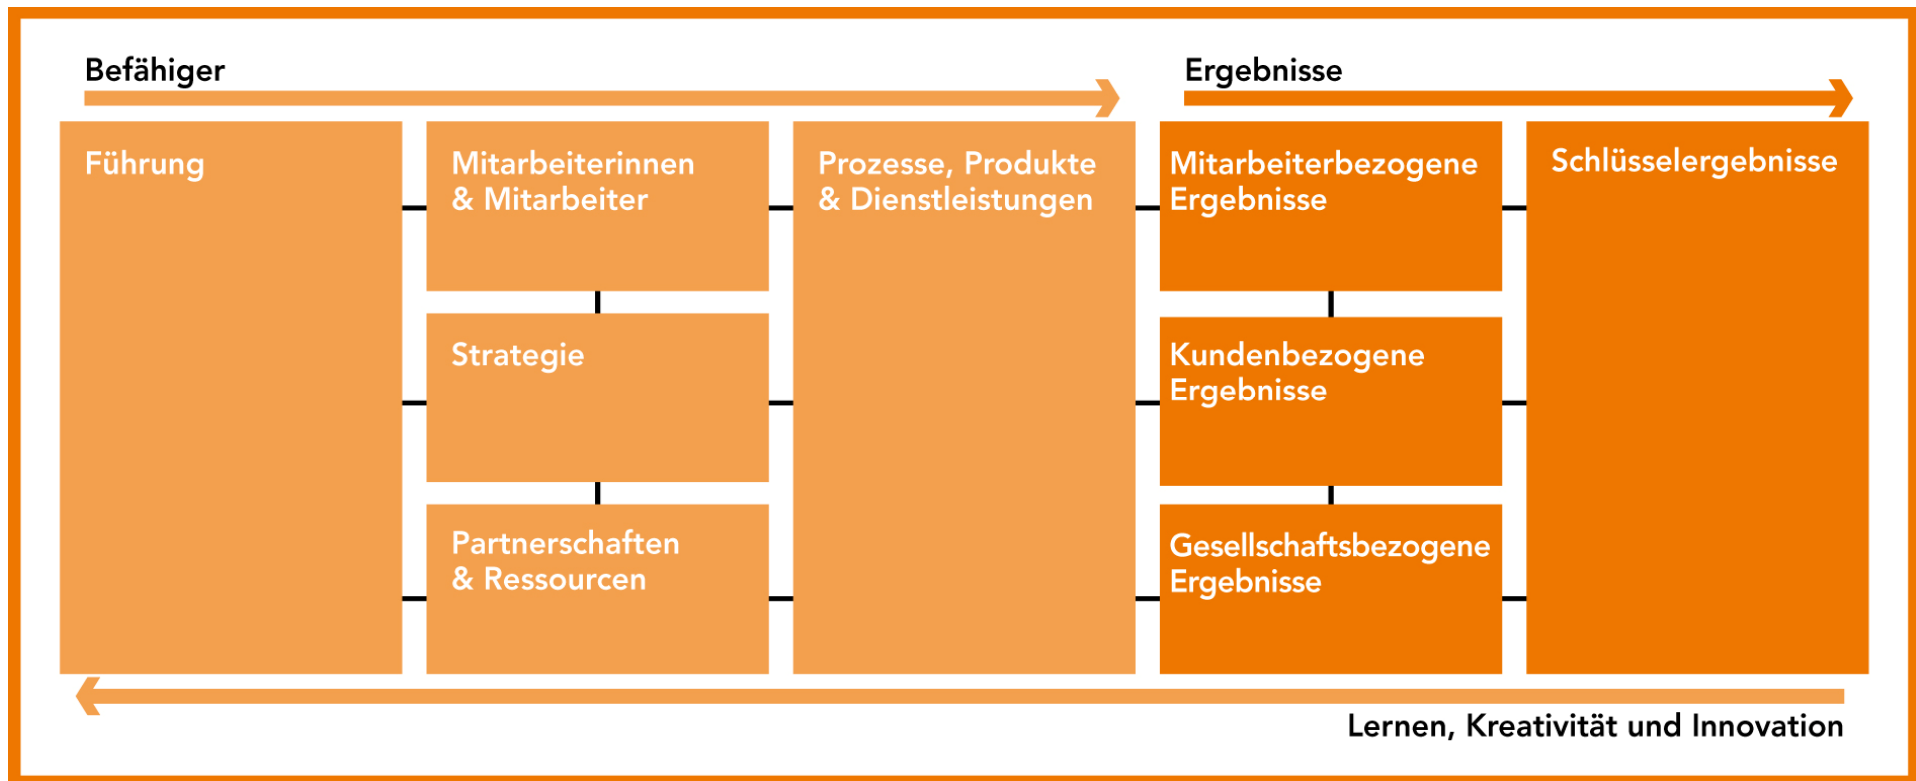 Befähiger
Ergebnisse
Führung
Mitarbeiterinnen
& Mitarbeiter
Strategie
Partnerschaften
& Ressourcen
Prozesse, Produkte
& Dienstleistungen
Mitarbeiterbezogene
Ergebnisse
Kundenbezogene
Ergebnisse
Gesellschaftsbezogene
Ergebnisse
Schlüsselergebnisse
Lernen, Kreativität und Innovation